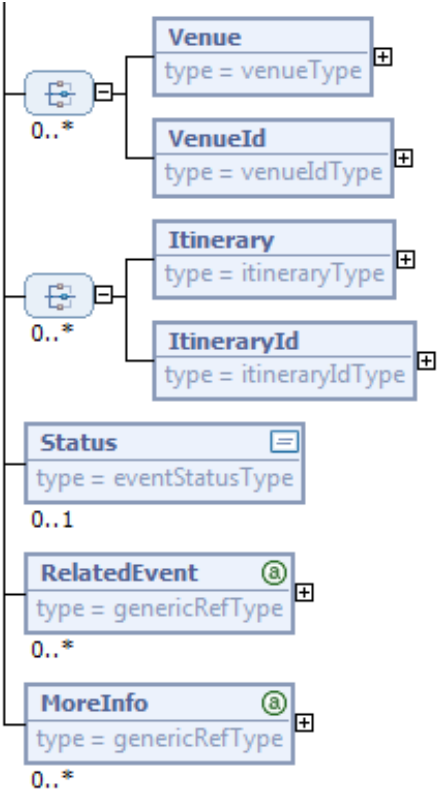 Venue
type = venueType
0..*
VenueId
type = venueIdType
Itinerary
type = itineraryType
0..*
ItineraryId
type = itineraryIdType
Status
type = eventStatusType
0..1
RelatedEvent a
type = genericRefType
0..*
MoreInfo a
type = genericRefType
0..*